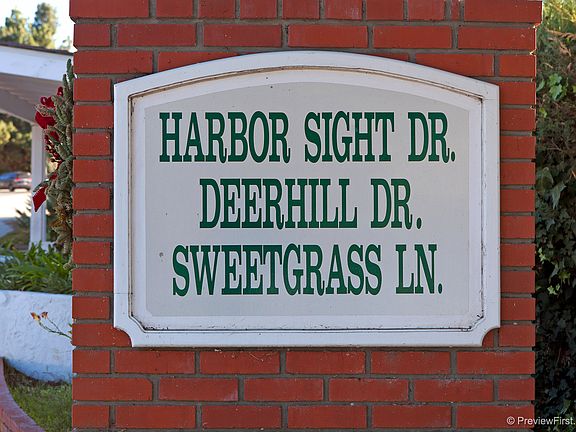 HARBOR SIGHT DR.
DEERHILL DR.
SWEETGRASS LN.
© PreviewFirst.